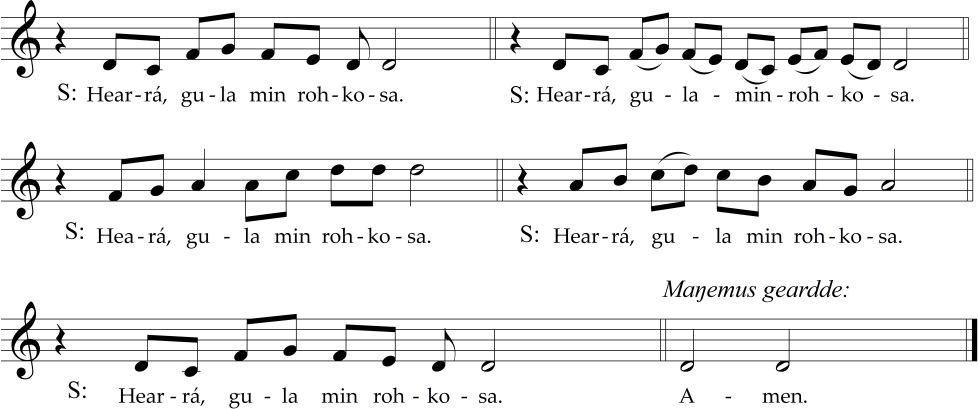 S: Hear-rá, gu-la min roh-ko-sa. S: Hear-rá, gu-la-min-roh-ko-sa.
S: Hea-rá, gu-la min roh-ko-sa. S: Hear-rá, gu-la min roh-ko-sa.
Maŋemus geardde:
S: Hear-rá, gu-la min roh-ko-sa. A-men.